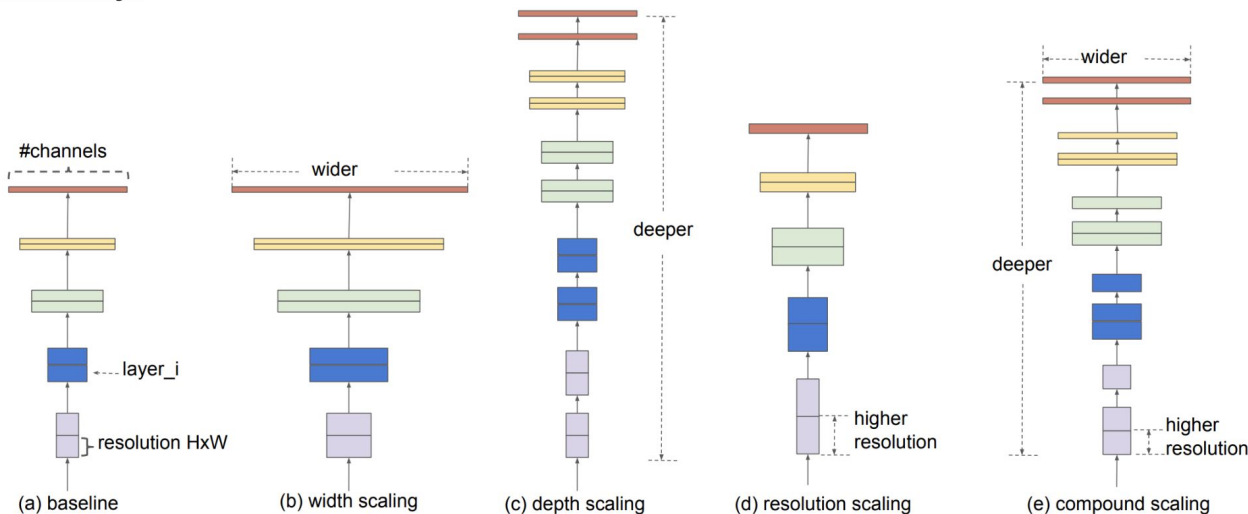 #channels
layer_i
resolution HxW
(a) baseline
wider
(b) width scaling
deeper
(c) depth scaling
higher
resolution
(d) resolution scaling
wider
deeper
higher
resolution
(e) compound scaling